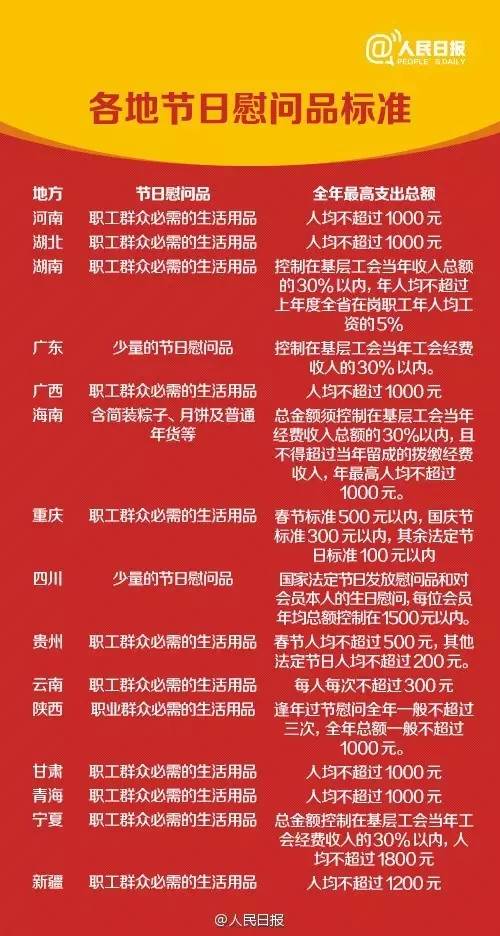 @人民日报
PEOPLE'S DAILY
各地节日慰问品标准
地方 节日慰问品 全年最高支出总额
河南 职工群众必需的生活用品 人均不超过1000元
湖北 职工群众必需的生活用品 人均不超过1000元
湖南 职工群众必需的生活用品 控制在基层工会当年收入总额
的30%以内,年人均不超过
上年度全省在岗职工年人均工
资的5%
广东 少量的节日慰问品 控制在基层工会当年工会经费
收入的30%以内。
广西 职工群众必需的生活用品 人均不超过1000元
海南 含简装粽子、月饼及普通 总金额须控制在基层工会当年
年货等 经费收入总额的30%以内,且
不得超过当年留成的拨缴经费
收入,年最高人均不超过
1000元。
重庆 职工群众必需的生活用品 春节标准500元以内,国庆节
标准300元以内,其余法定节
日标准100元以内
四川 少量的节日慰问品 国家法定节日发放慰问品和对
会员本人的生日慰问,每位会员
年均总额控制在1500元以内。
贵州 职工群众必需的生活用品 春节人均不超过500元,其他
法定节日人均不超过200元。
云南 职工群众必需的生活用品 每人每次不超过300元
陕西 职业群众必需的生活用品 逢年过节慰问全年一般不超过
三次,全年总额一般不超过
1000元。
甘肃 职工群众必需的生活用品 人均不超过1000元
青海 职工群众必需的生活用品 人均不超过1000元
宁夏 职工群众必需的生活用品 总金额控制在基层工会当年工
会经费收入的30%以内,人
均不超过1800元
新疆 职工群众必需的生活用品 人均不超过1200元
@人民日报